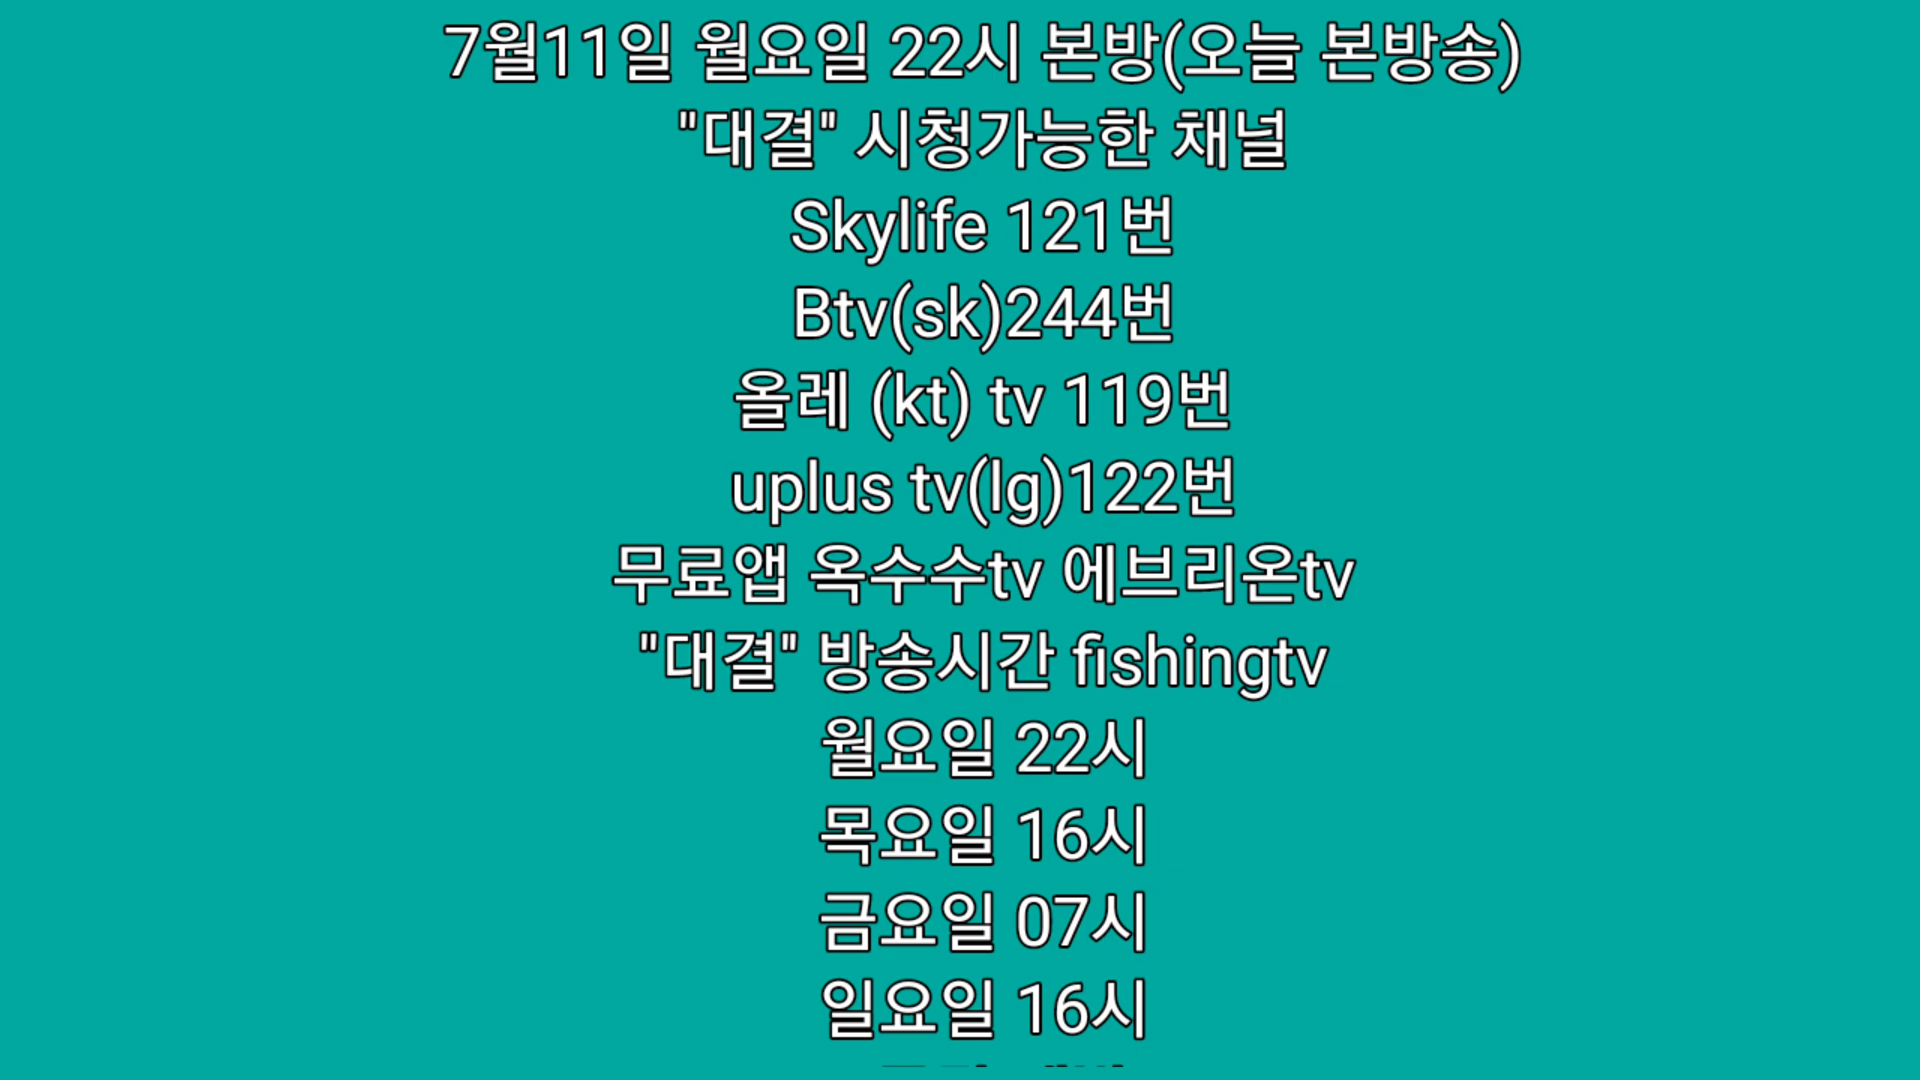 7월11일 월요일 22시 본방(오늘 본방송)
"대결" 시청가능한 채널
Skylife 121번
Btv(sk)244번
올레 (kt) tv 119번
uplus tv(lg)122번
무료앱 옥수수tv 에브리온tv
"대결" 방송시간 fishingtv
월요일 22시
목요일 16시
금요일 07시
일요일 16시